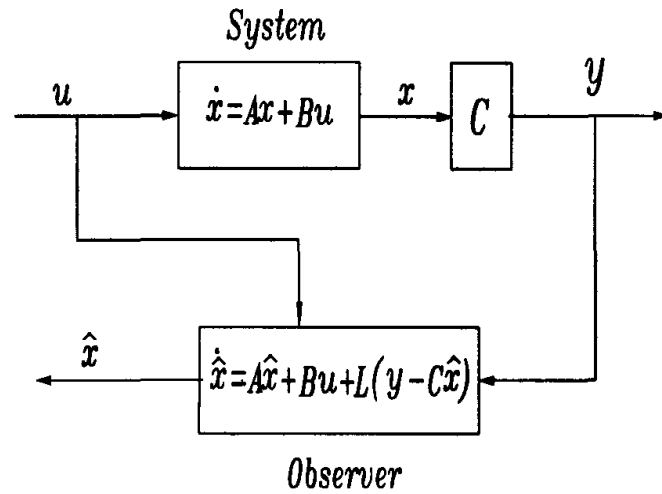 System
u
ẋ=Ax+Bu
x
C
y
x̂
x̂̇=Ax̂+Bu+L(y-Cx̂)
Observer